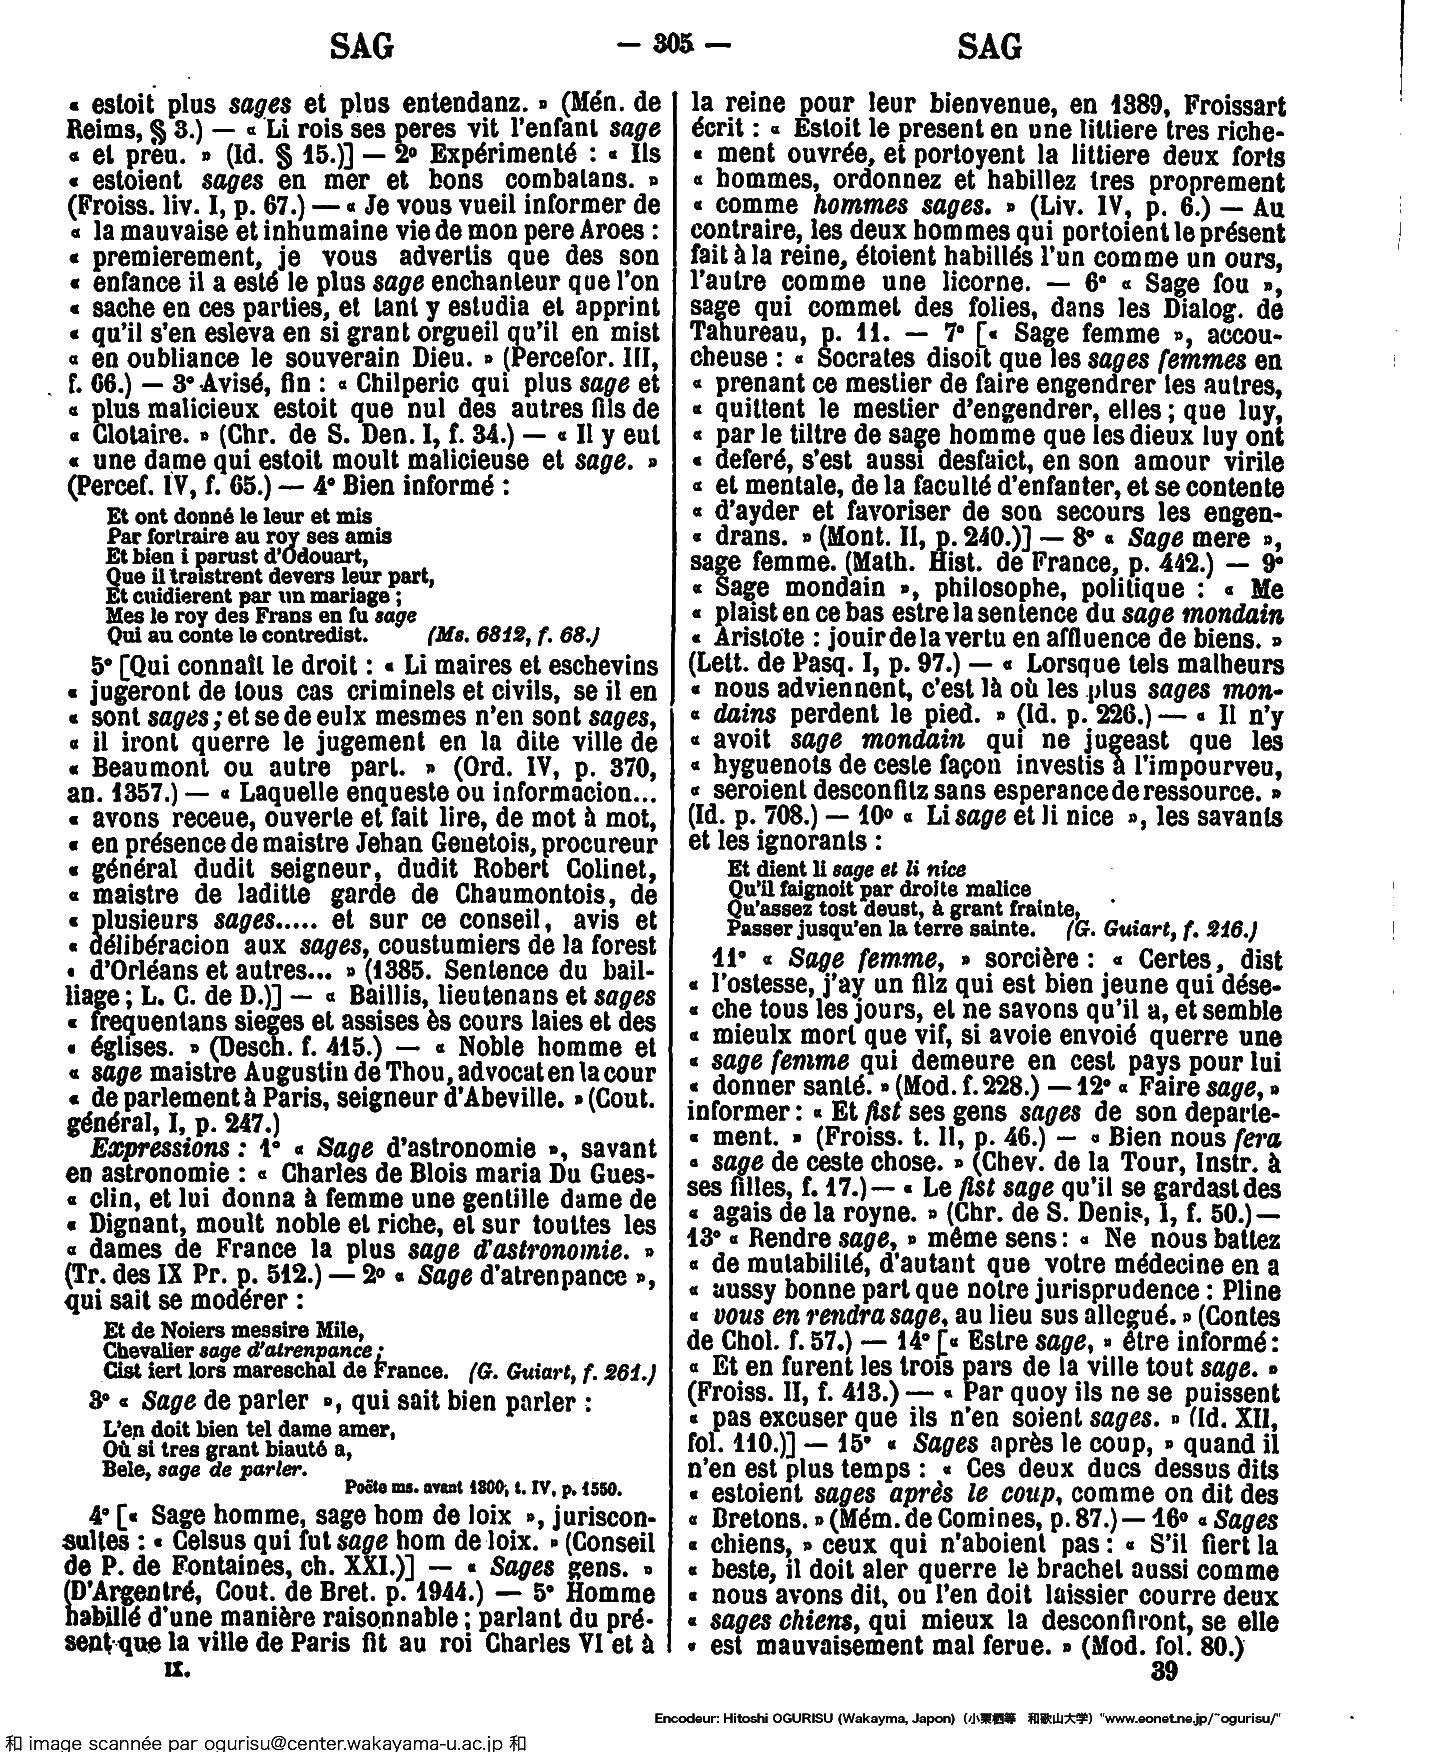 SAG — 305 — SAG
« estoit plus sages et plus entendanz. » (Mén. de
Reims, § 3.) — « Li rois ses peres vit l'enfant sage
« et preu. » (Id. § 15.)] — 2° Expérimenté : « Ils
« estoient sages en mer et bons combatans. »
(Froiss. liv. I, p. 67.) — « Je vous vueil informer de
« la mauvaise et inhumaine vie de mon pere Aroes :
« premierement, je vous advertis que des son
« enfance il a esté le plus sage enchanteur que l'on
« sache en ces parties, et tant y estudia et apprint
« qu'il s'en esleva en si grant orgueil qu'il en mist
« en oubliance le souverain Dieu. » (Percefor. III,
f. 66.) — 3° Avisé, fin : « Chilperic qui plus sage et
« plus malicieux estoit que nul des autres fils de
« Clotaire. » (Chr. de S. Den. I, f. 34.) — « Il y eut
« une dame qui estoit moult malicieuse et sage. »
(Percef. IV, f. 65.) — 4° Bien informé :
Et ont donné le leur et mis
Par fortraire au roy ses amis
Et bien i parust d'Odouart,
Que il traistrent devers leur part,
Et cuidierent par un mariage ;
Mes le roy des Frans en fu sage
Qui au conte le contredist. (Ms. 6812, f. 68.)
5° [Qui connaît le droit : « Li maires et eschevins
« jugeront de tous cas criminels et civils, se il en
« sont sages ; et se de eulx mesmes n'en sont sages,
« il iront querre le jugement en la dite ville de
« Beaumont ou autre part. » (Ord. IV, p. 370,
an. 1357.) — « Laquelle enqueste ou informacion...
« avons receue, ouverte et fait lire, de mot à mot,
« en présence de maistre Jehan Genetois, procureur
« général dudit seigneur, dudit Robert Colinet,
« maistre de laditte garde de Chaumontois, de
« plusieurs sages..... et sur ce conseil, avis et
« délibéracion aux sages, coustumiers de la forest
« d'Orléans et autres... » (1385. Sentence du bail-
liage ; L. C. de D.)] — « Baillis, lieutenans et sages
« frequentans sieges et assises ès cours laies et des
« églises. » (Desch. f. 415.) — « Noble homme et
« sage maistre Augustin de Thou, advocat en la cour
« de parlement à Paris, seigneur d'Abeville. » (Cout.
général, I, p. 247.)
Expressions : 1° « Sage d'astronomie », savant
en astronomie : « Charles de Blois maria Du Gues-
« clin, et lui donna à femme une gentille dame de
« Dignant, moult noble et riche, et sur touttes les
« dames de France la plus sage d'astronomie. »
(Tr. des IX Pr. p. 512.) — 2° « Sage d'atrenpance »,
qui sait se modérer :
Et de Noiers messire Mile,
Chevalier sage d'atrenpance ;
Cist iert lors mareschal de France. (G. Guiart, f. 261.)
3° « Sage de parler », qui sait bien parler :
L'en doit bien tel dame amer,
Où si tres grant biauté a,
Bele, sage de parler.
Poëte ms. avant 1300, t. IV, p. 1550.
4° [« Sage homme, sage hom de loix », juriscon-
sultes : « Celsus qui fut sage hom de loix. » (Conseil
de P. de Fontaines, ch. XXI.)] — « Sages gens. »
(D'Argentré, Cout. de Bret. p. 1944.) — 5° Homme
habillé d'une manière raisonnable ; parlant du pré-
sent que la ville de Paris fit au roi Charles VI et à
IX.
la reine pour leur bienvenue, en 1389, Froissart
écrit : « Estoit le present en une littiere tres riche-
« ment ouvrée, et portoyent la littiere deux forts
« hommes, ordonnez et habillez tres proprement
« comme hommes sages. » (Liv. IV, p. 6.) — Au
contraire, les deux hommes qui portoient le présent
fait à la reine, étoient habillés l'un comme un ours,
l'autre comme une licorne. — 6° « Sage fou »,
sage qui commet des folies, dans les Dialog. de
Tahureau, p. 11. — 7° [« Sage femme », accou-
cheuse : « Socrates disoit que les sages femmes en
« prenant ce mestier de faire engendrer les autres,
« quittent le mestier d'engendrer, elles ; que luy,
« par le tiltre de sage homme que les dieux luy ont
« deferé, s'est aussi desfaict, en son amour virile
« et mentale, de la faculté d'enfanter, et se contente
« d'ayder et favoriser de son secours les engen-
« drans. » (Mont. II, p. 240.)] — 8° « Sage mere »,
sage femme. (Math. Hist. de France, p. 442.) — 9°
« Sage mondain », philosophe, politique : « Me
« plaist en ce bas estre la sentence du sage mondain
« Aristote : jouir de la vertu en affluence de biens. »
(Lett. de Pasq. I, p. 97.) — « Lorsque tels malheurs
« nous adviennent, c'est là où les plus sages mon-
« dains perdent le pied. » (Id. p. 226.) — « Il n'y
« avoit sage mondain qui ne jugeast que les
« hyguenots de ceste façon investis à l'impourveu,
« seroient desconfitz sans esperance de ressource. »
(Id. p. 708.) — 10° « Li sage et li nice », les savants
et les ignorants :
Et dient li sage et li nice
Qu'il faignoit par droite malice
Qu'assez tost deust, à grant frainte,
Passer jusqu'en la terre sainte. (G. Guiart, f. 216.)
11° « Sage femme, » sorcière : « Certes, dist
« l'ostesse, j'ay un filz qui est bien jeune qui dése-
« che tous les jours, et ne savons qu'il a, et semble
« mieulx mort que vif, si avoie envoié querre une
« sage femme qui demeure en cest pays pour lui
« donner santé. » (Mod. f. 228.) — 12° « Faire sage, »
informer : « Et fist ses gens sages de son departe-
« ment. » (Froiss. t. II, p. 46.) — « Bien nous fera
« sage de ceste chose. » (Chev. de la Tour, Instr. à
ses filles, f. 17.) — « Le fist sage qu'il se gardast des
« agais de la royne. » (Chr. de S. Denis, I, f. 50.) —
13° « Rendre sage, » même sens : « Ne nous battez
« de mutabilité, d'autant que votre médecine en a
« aussy bonne part que notre jurisprudence : Pline
« vous en rendra sage, au lieu sus allegué. » (Contes
de Chol. f. 57.) — 14° [« Estre sage, » être informé :
« Et en furent les trois pars de la ville tout sage. »
(Froiss. II, f. 413.) — « Par quoy ils ne se puissent
« pas excuser que ils n'en soient sages. » (Id. XII,
fol. 110.)] — 15° « Sages après le coup, » quand il
n'en est plus temps : « Ces deux ducs dessus dits
« estoient sages après le coup, comme on dit des
« Bretons. » (Mém. de Comines, p. 87.) — 16° « Sages
« chiens, » ceux qui n'aboient pas : « S'il fiert la
« beste, il doit aler querre le brachet aussi comme
« nous avons dit, ou l'en doit laissier courre deux
« sages chiens, qui mieux la desconfiront, se elle
« est mauvaisement mal ferue. » (Mod. fol. 80.)
39
Encodeur: Hitoshi OGURISU (Wakayma, Japon) (小栗栖等 和歌山大学) "www.eonet.ne.jp/~ogurisu/"
和 image scannée par ogurisu@center.wakayama-u.ac.jp 和